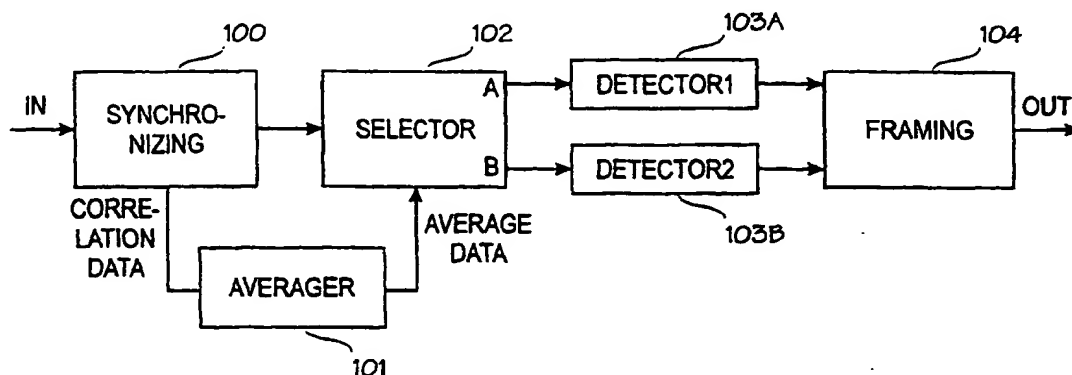 100
102
103A
104
IN
SYNCHRO-
NIZING
SELECTOR
A
B
DETECTOR1
DETECTOR2
FRAMING
OUT
CORRE-
LATION
DATA
AVERAGE
DATA
103B
AVERAGER
101